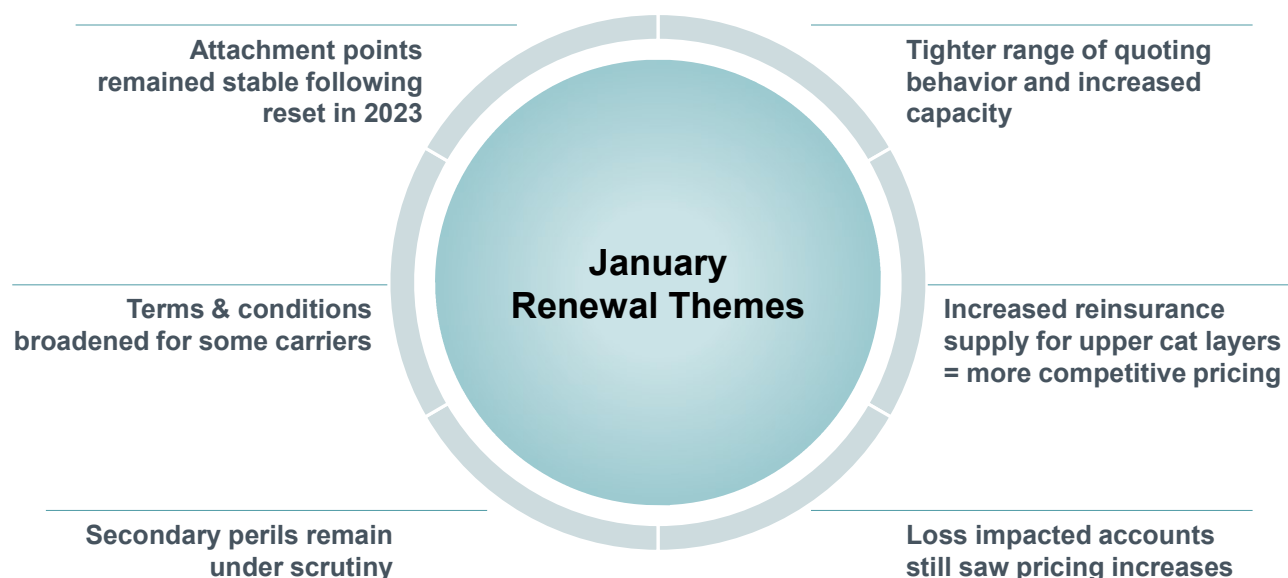 Attachment points
remained stable following
reset in 2023
Tighter range of quoting
behavior and increased
capacity
January
Renewal Themes
Terms & conditions
broadened for some carriers
Increased reinsurance
supply for upper cat layers
= more competitive pricing
Secondary perils remain
under scrutiny
Loss impacted accounts
still saw pricing increases